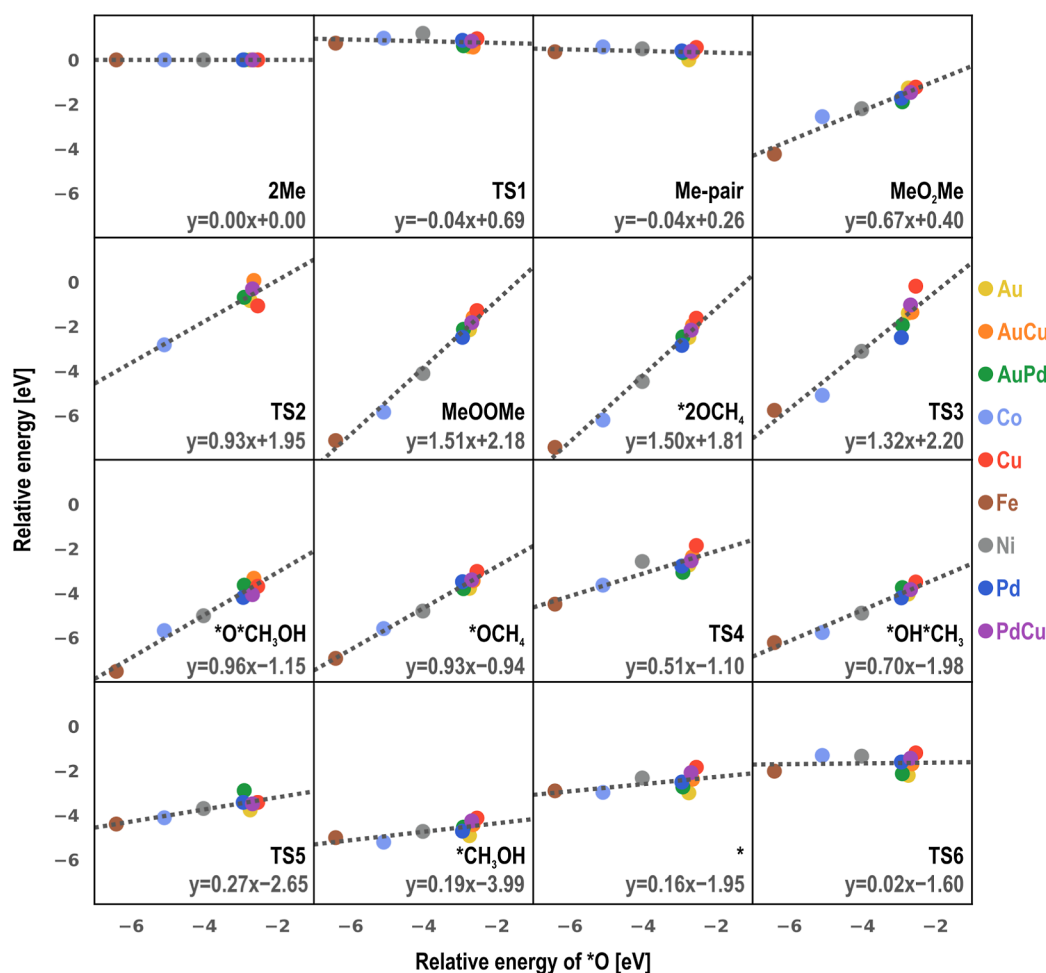 0
−2
−4
−6
2Me
y=0.00x+0.00
TS1
y=−0.04x+0.69
Me-pair
y=−0.04x+0.26
MeO₂Me
y=0.67x+0.40
0
−2
−4
−6
TS2
y=0.93x+1.95
MeOOMe
y=1.51x+2.18
*2OCH₄
y=1.50x+1.81
TS3
y=1.32x+2.20
0
−2
−4
−6
*O*CH₃OH
y=0.96x−1.15
*OCH₄
y=0.93x−0.94
TS4
y=0.51x−1.10
*OH*CH₃
y=0.70x−1.98
0
−2
−4
−6
TS5
y=0.27x−2.65
*CH₃OH
y=0.19x−3.99
*
y=0.16x−1.95
TS6
y=0.02x−1.60
−6 −4 −2 −6 −4 −2 −6 −4 −2 −6 −4 −2
Relative energy of *O [eV]
Relative energy [eV]
Au
AuCu
AuPd
Co
Cu
Fe
Ni
Pd
PdCu